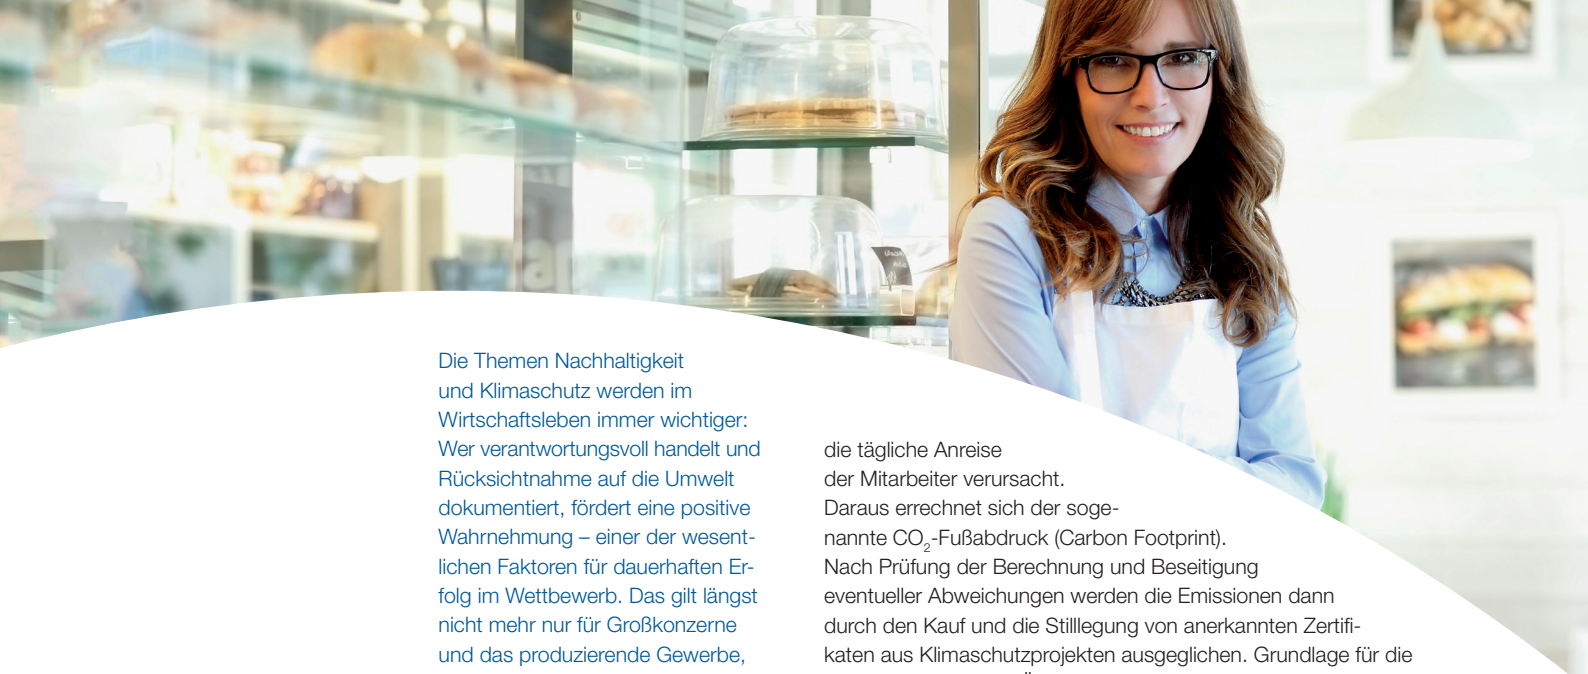 Die Themen Nachhaltigkeit
und Klimaschutz werden im
Wirtschaftsleben immer wichtiger:
Wer verantwortungsvoll handelt und
Rücksichtnahme auf die Umwelt
dokumentiert, fördert eine positive
Wahrnehmung – einer der wesent-
lichen Faktoren für dauerhaften Er-
folg im Wettbewerb. Das gilt längst
nicht mehr nur für Großkonzerne
und das produzierende Gewerbe,
die tägliche Anreise
der Mitarbeiter verursacht.
Daraus errechnet sich der soge-
nannte CO₂-Fußabdruck (Carbon Footprint).
Nach Prüfung der Berechnung und Beseitigung
eventueller Abweichungen werden die Emissionen dann
durch den Kauf und die Stilllegung von anerkannten Zertifi-
katen aus Klimaschutzprojekten ausgeglichen. Grundlage für die